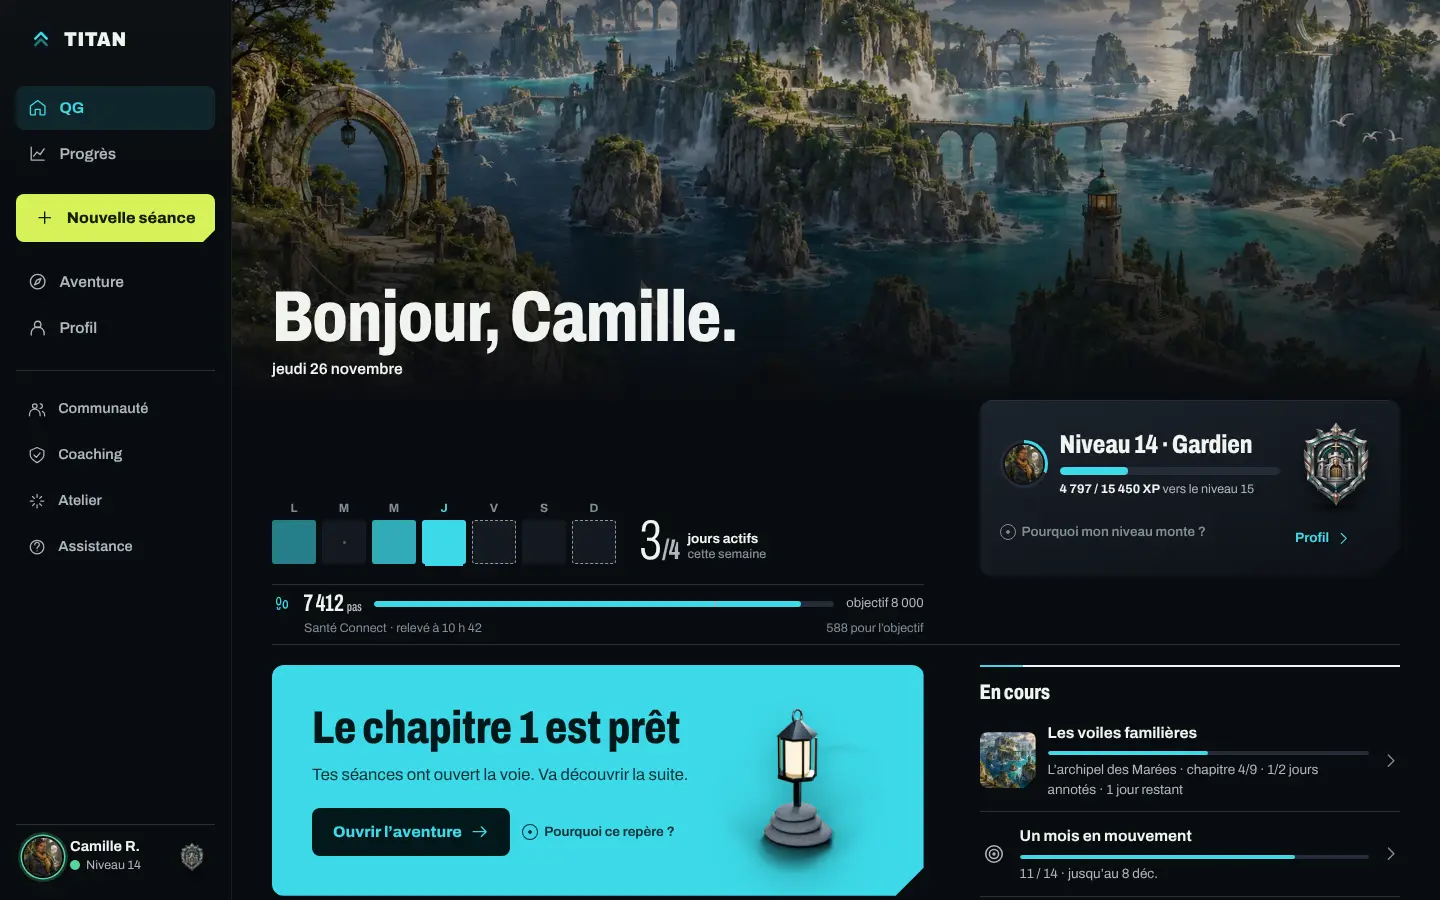 TITAN
QG
Progrès
Nouvelle séance
Aventure
Profil
Communauté
Coaching
Atelier
Assistance
Camille R.
Niveau 14
Bonjour, Camille.
jeudi 26 novembre
L M M J V S D
3/4 jours actifs
cette semaine
7 412 pas objectif 8 000
Santé Connect · relevé à 10 h 42 588 pour l’objectif
Niveau 14 · Gardien
4 797 / 15 450 XP vers le niveau 15
Pourquoi mon niveau monte ?
Profil
Le chapitre 1 est prêt
Tes séances ont ouvert la voie. Va découvrir la suite.
Ouvrir l’aventure
Pourquoi ce repère ?
En cours
Les voiles familières
L’archipel des Marées · chapitre 4/9 · 1/2 jours
annotés · 1 jour restant
Un mois en mouvement
11 / 14 · jusqu’au 8 déc.